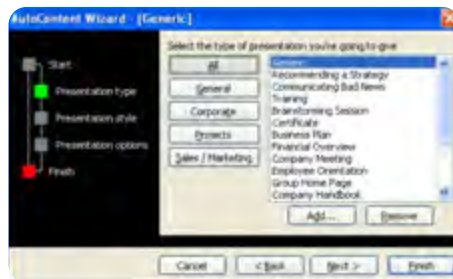 AutoContent Wizard - [Generic]
Select the type of presentation you're going to give
Start
Presentation type
Presentation style
Presentation options
Finish
All
General
Corporate
Projects
Sales / Marketing
Generic
Recommending a Strategy
Communicating Bad News
Training
Brainstorming Session
Certificate
Business Plan
Financial Overview
Company Meeting
Employee Orientation
Group Home Page
Company Handbook
Add...
Remove
Cancel
< Back
Next >
Finish